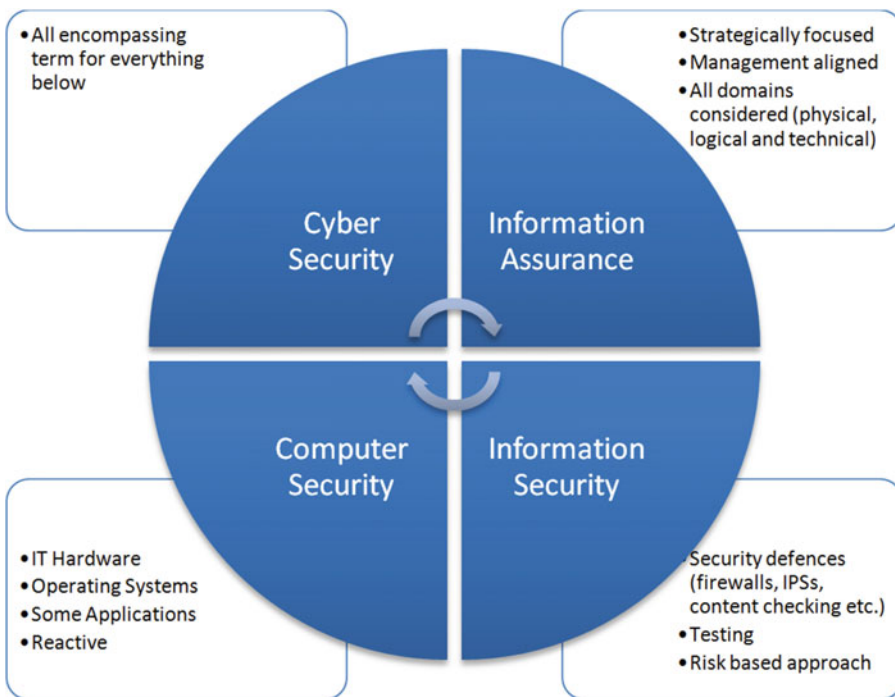 •All encompassing
term for everything
below
•Strategically focused
•Management aligned
•All domains
considered (physical,
logical and technical)
Cyber
Security
Information
Assurance
Computer
Security
Information
Security
•IT Hardware
•Operating Systems
•Some Applications
•Reactive
•Security defences
(firewalls, IPSs,
content checking etc.)
•Testing
•Risk based approach